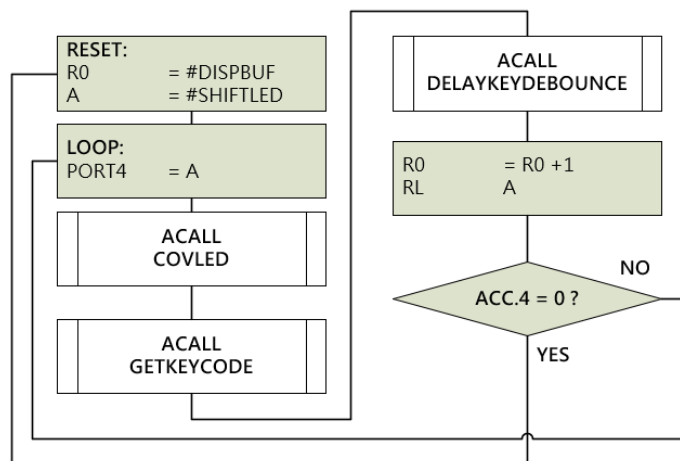 RESET:
R0 = #DISPBUF
A = #SHIFTLED
LOOP:
PORT4 = A
ACALL
COVLED
ACALL
GETKEYCODE
ACALL
DELAYKEYDEBOUNCE
R0 = R0 +1
RL A
ACC.4 = 0 ?
NO
YES